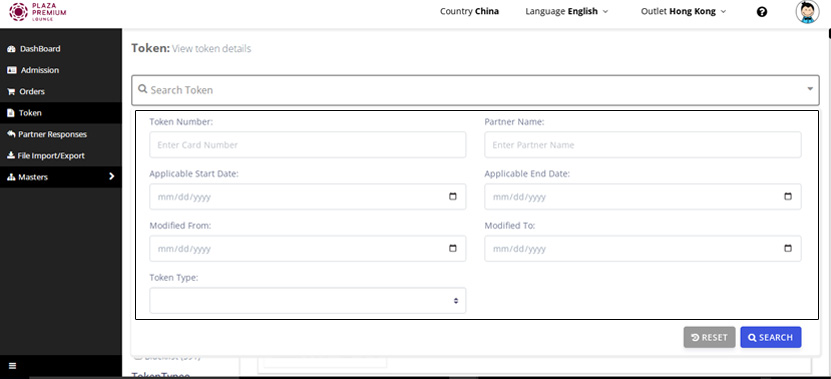 PLAZA
PREMIUM
LOUNGE
Country China
Language English
Outlet Hong Kong
DashBoard
Admission
Orders
Token
Partner Responses
File Import/Export
Masters
Token: View token details
Search Token
Token Number:
Partner Name:
Enter Card Number
Enter Partner Name
Applicable Start Date:
Applicable End Date:
mm/dd/yyyy
mm/dd/yyyy
Modified From:
Modified To:
mm/dd/yyyy
mm/dd/yyyy
Token Type:
RESET
SEARCH